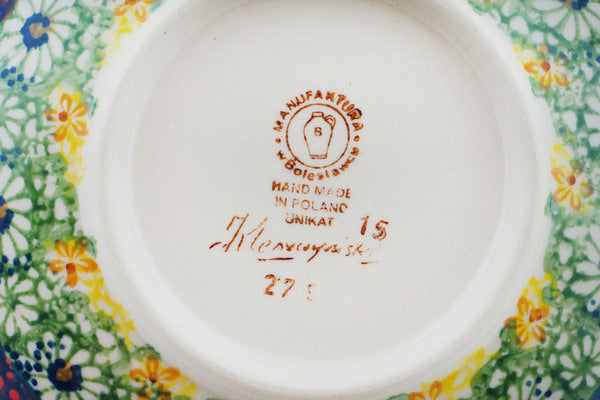 MANUFAKTURA
w Bolesławcu
B
HAND MADE
IN POLAND
UNIKAT 15
27